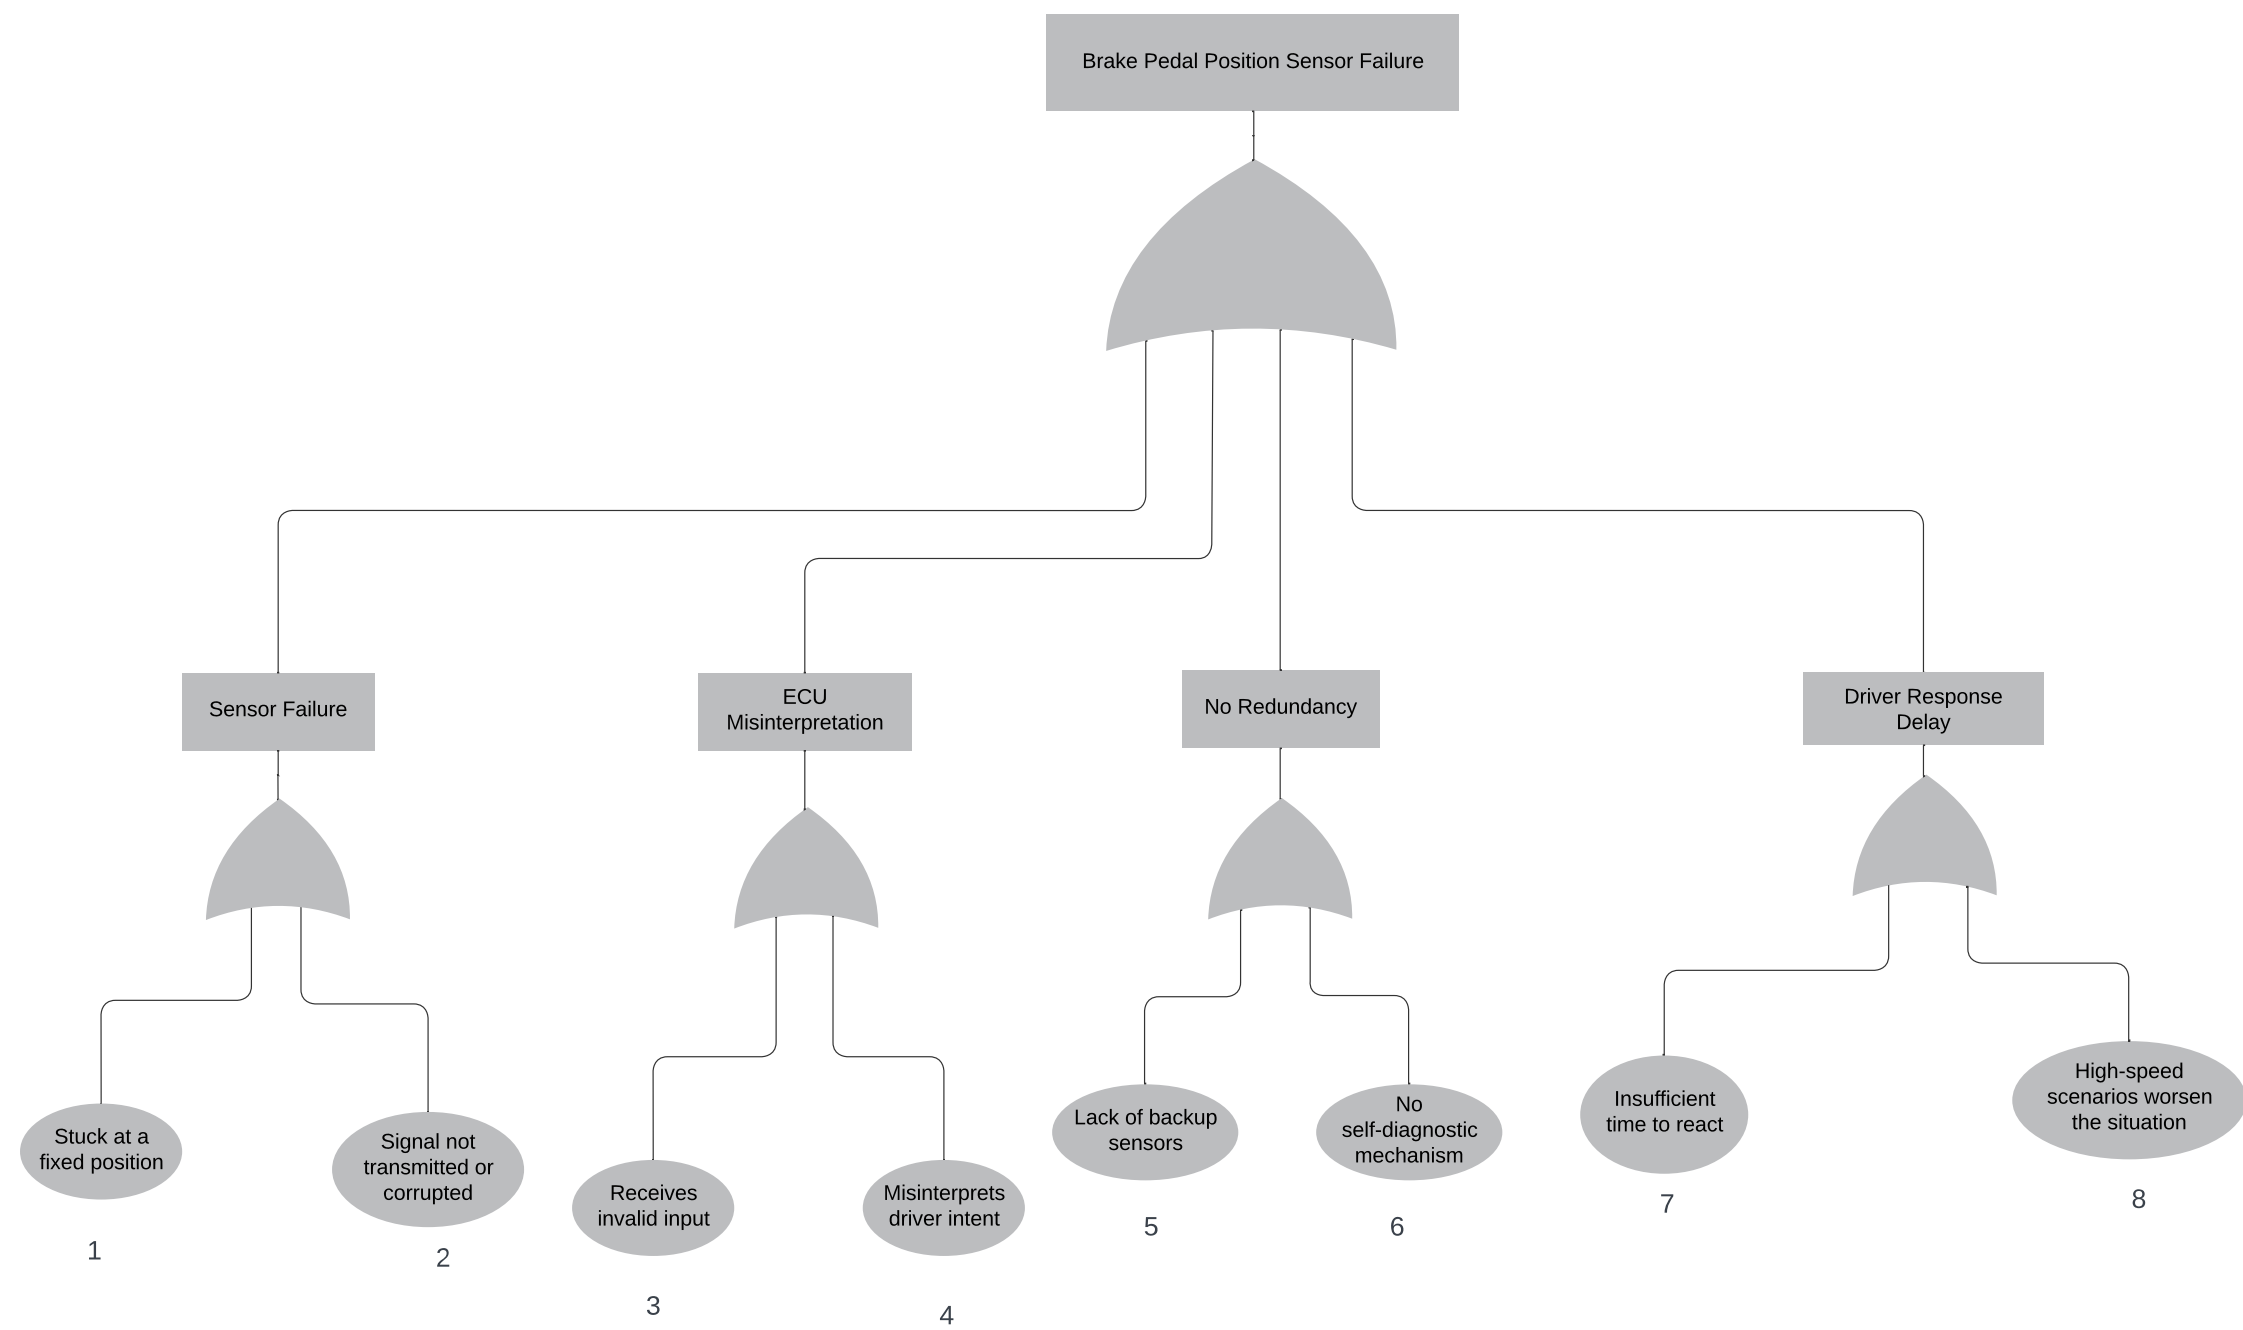 Brake Pedal Position Sensor Failure
Sensor Failure
ECU
Misinterpretation
No Redundancy
Driver Response
Delay
Stuck at a
fixed position
Signal not
transmitted or
corrupted
Receives
invalid input
Misinterprets
driver intent
Lack of backup
sensors
No
self-diagnostic
mechanism
Insufficient
time to react
High-speed
scenarios worsen
the situation
1
2
3
4
5
6
7
8